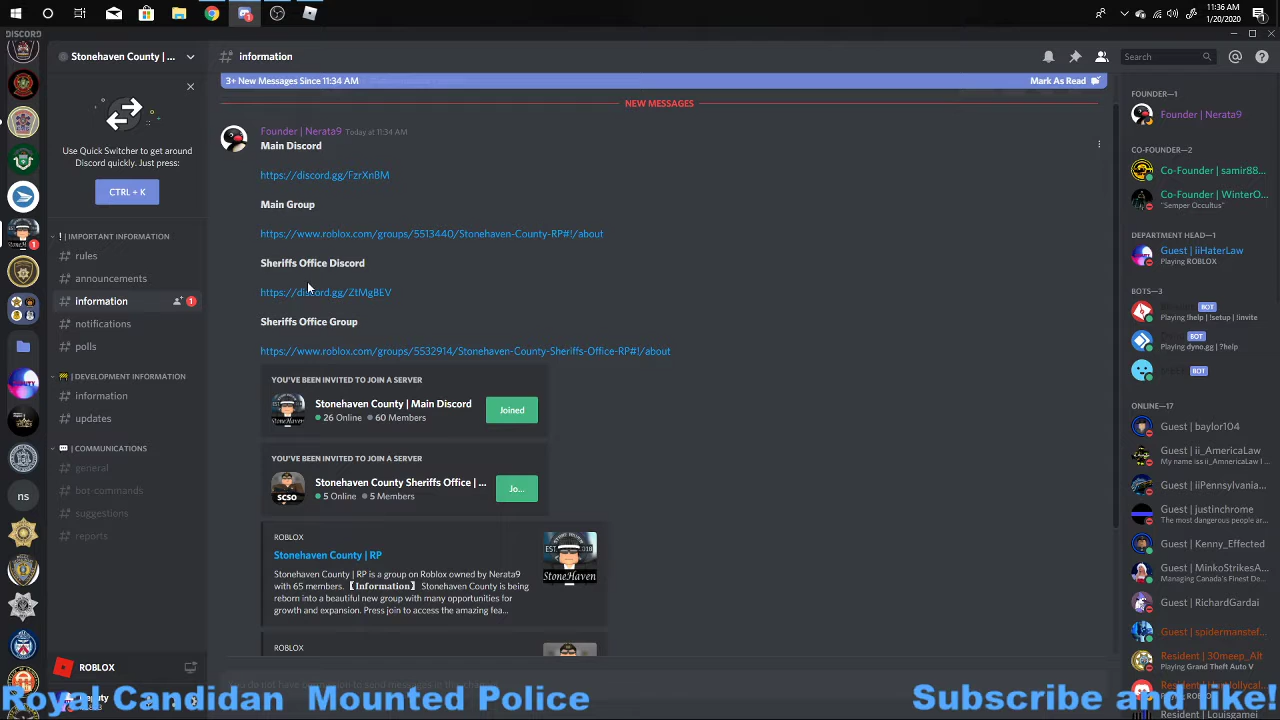 11:36 AM
1/20/2020
DISCORD
Stonehaven County | ...
information
Search
3+ New Messages Since 11:34 AM
Mark As Read
NEW MESSAGES
Use Quick Switcher to get around
Discord quickly. Just press:
CTRL + K
! | IMPORTANT INFORMATION
rules
announcements
information
1
notifications
polls
| DEVELOPMENT INFORMATION
information
updates
| COMMUNICATIONS
general
bot-commands
suggestions
reports
ns
ROBLOX
Founder | Nerata9 Today at 11:34 AM
Main Discord
https://discord.gg/FzrXnBM
Main Group
https://www.roblox.com/groups/5513440/Stonehaven-County-RP#!/about
Sheriffs Office Discord
https://discord.gg/ZtMgBEV
Sheriffs Office Group
https://www.roblox.com/groups/5532914/Stonehaven-County-Sheriffs-Office-RP#!/about
YOU'VE BEEN INVITED TO JOIN A SERVER
Stonehaven County | Main Discord
26 Online 60 Members
Joined
YOU'VE BEEN INVITED TO JOIN A SERVER
SCSO
Stonehaven County Sheriffs Office | ...
5 Online 5 Members
Jo...
ROBLOX
Stonehaven County | RP
Stonehaven County | RP is a group on Roblox owned by Nerata9
with 65 members. 【Information】 Stonehaven County is being
reborn into a beautiful new group with many opportunities for
growth and expansion. Press join to access the amazing fea...
StoneHaven
ROBLOX
FOUNDER—1
Founder | Nerata9
CO-FOUNDER—2
Co-Founder | samir88...
Co-Founder | WinterO...
"Semper Occultus"
DEPARTMENT HEAD—1
Guest | iiHaterLaw
Playing ROBLOX
BOTS—3
BOT
Playing !help | !setup | !invite
BOT
Playing dyno.gg | ?help
BOT
ONLINE—17
Guest | baylor104
Guest | ii_AmericaLaw
My name iss ii_AmnericaLaw I ...
Guest | iiPennsylvania...
Guest | justinchrome
The most dangerous people ar...
Guest | Kenny_Effected
Guest | MinkoStrikesA...
Managing Canada's Finest De...
Guest | RichardGardai
Guest | spidermanstef...
Resident | 30meep_Alt
Playing Grand Theft Auto V
Resident | Louisgamei
Royal Candidan Mounted Police
Subscribe and like!